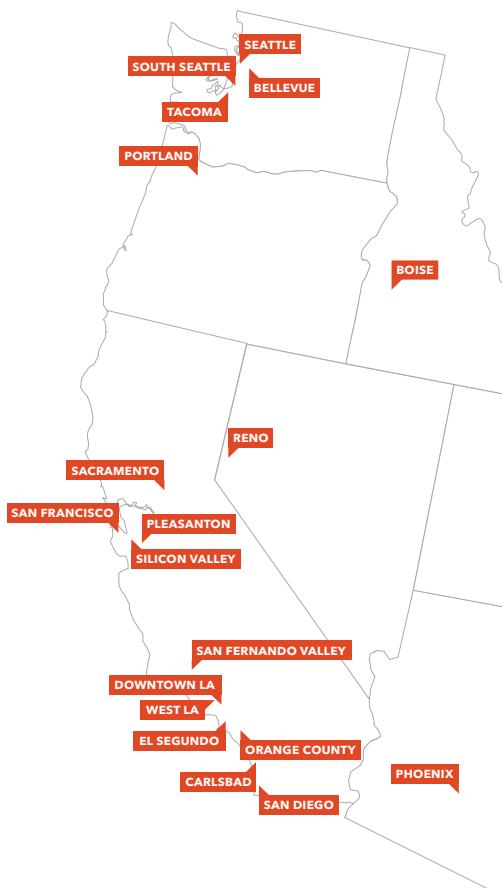 SEATTLE
SOUTH SEATTLE
BELLEVUE
TACOMA
PORTLAND
BOISE
RENO
SACRAMENTO
SAN FRANCISCO
PLEASANTON
SILICON VALLEY
SAN FERNANDO VALLEY
DOWNTOWN LA
WEST LA
EL SEGUNDO
ORANGE COUNTY
PHOENIX
CARLSBAD
SAN DIEGO